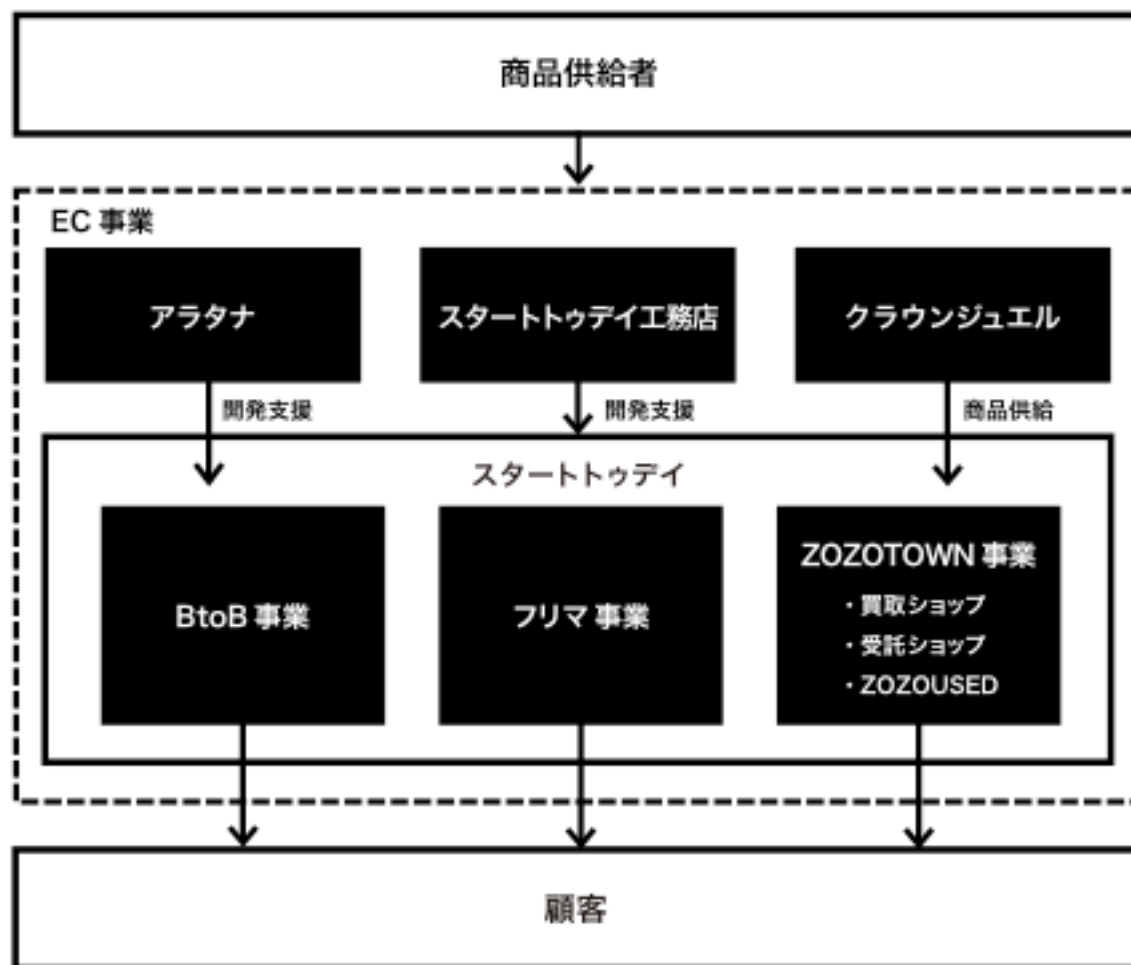 商品供給者
EC 事業
アラタナ
スタートトゥデイ工務店
クラウンジュエル
開発支援
開発支援
商品供給
スタートトゥデイ
BtoB 事業
フリマ 事業
ZOZOTOWN 事業
・買取ショップ
・受託ショップ
・ZOZOUSED
顧客